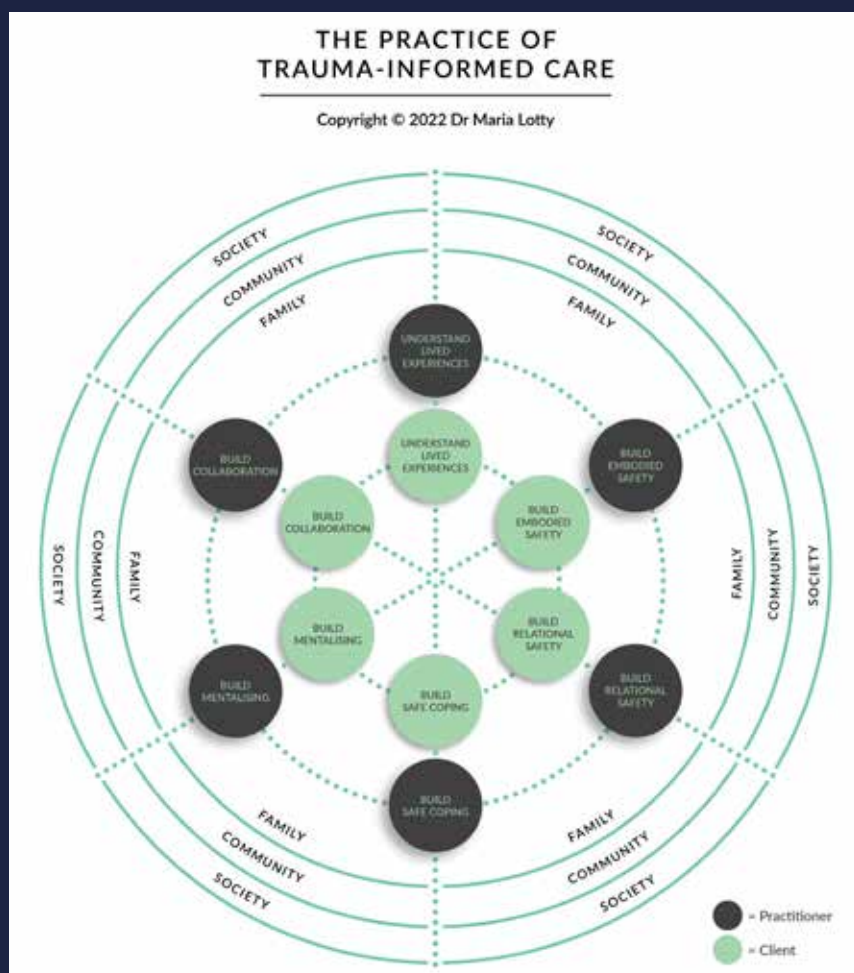 THE PRACTICE OF
TRAUMA-INFORMED CARE
Copyright © 2022 Dr Maria Lotty
SOCIETY
COMMUNITY
FAMILY
SOCIETY
COMMUNITY
FAMILY
UNDERSTAND
LIVED
EXPERIENCES
UNDERSTAND
LIVED
EXPERIENCES
BUILD
COLLABORATION
BUILD
COLLABORATION
BUILD
EMBODIED
SAFETY
BUILD
EMBODIED
SAFETY
SOCIETY
COMMUNITY
FAMILY
FAMILY
COMMUNITY
SOCIETY
BUILD
MENTALISING
BUILD
MENTALISING
BUILD
RELATIONAL
SAFETY
BUILD
RELATIONAL
SAFETY
BUILD
SAFE COPING
BUILD
SAFE COPING
FAMILY
COMMUNITY
SOCIETY
FAMILY
COMMUNITY
SOCIETY
= Practitioner
= Client